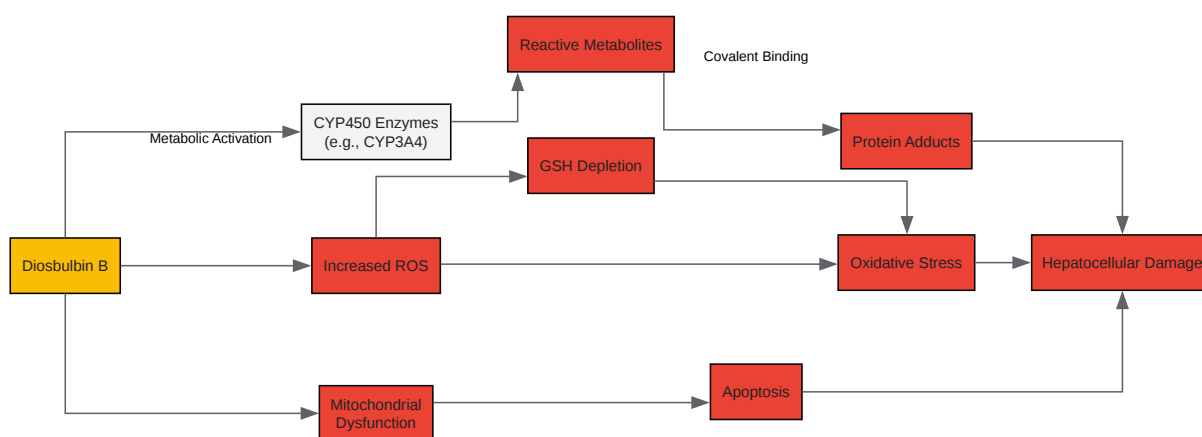 Reactive Metabolites
Covalent Binding
CYP450 Enzymes
(e.g., CYP3A4)
Metabolic Activation
Protein Adducts
GSH Depletion
Diosbulbin B
Increased ROS
Oxidative Stress
Hepatocellular Damage
Mitochondrial
Dysfunction
Apoptosis